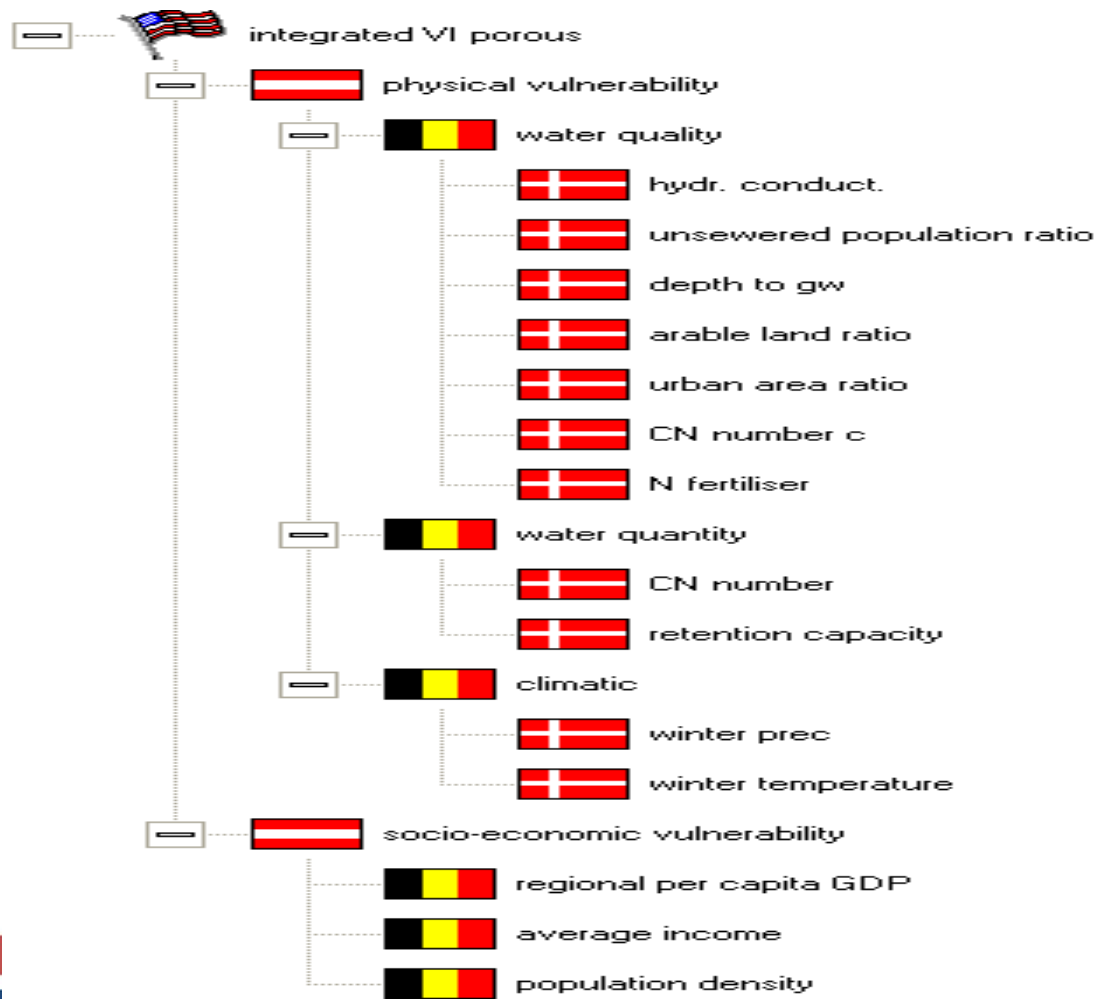 integrated VI porous
physical vulnerability
water quality
hydr. conduct.
unsewered population ratio
depth to gw
arable land ratio
urban area ratio
CN number c
N fertiliser
water quantity
CN number
retention capacity
climatic
winter prec
winter temperature
socio-economic vulnerability
regional per capita GDP
average income
population density